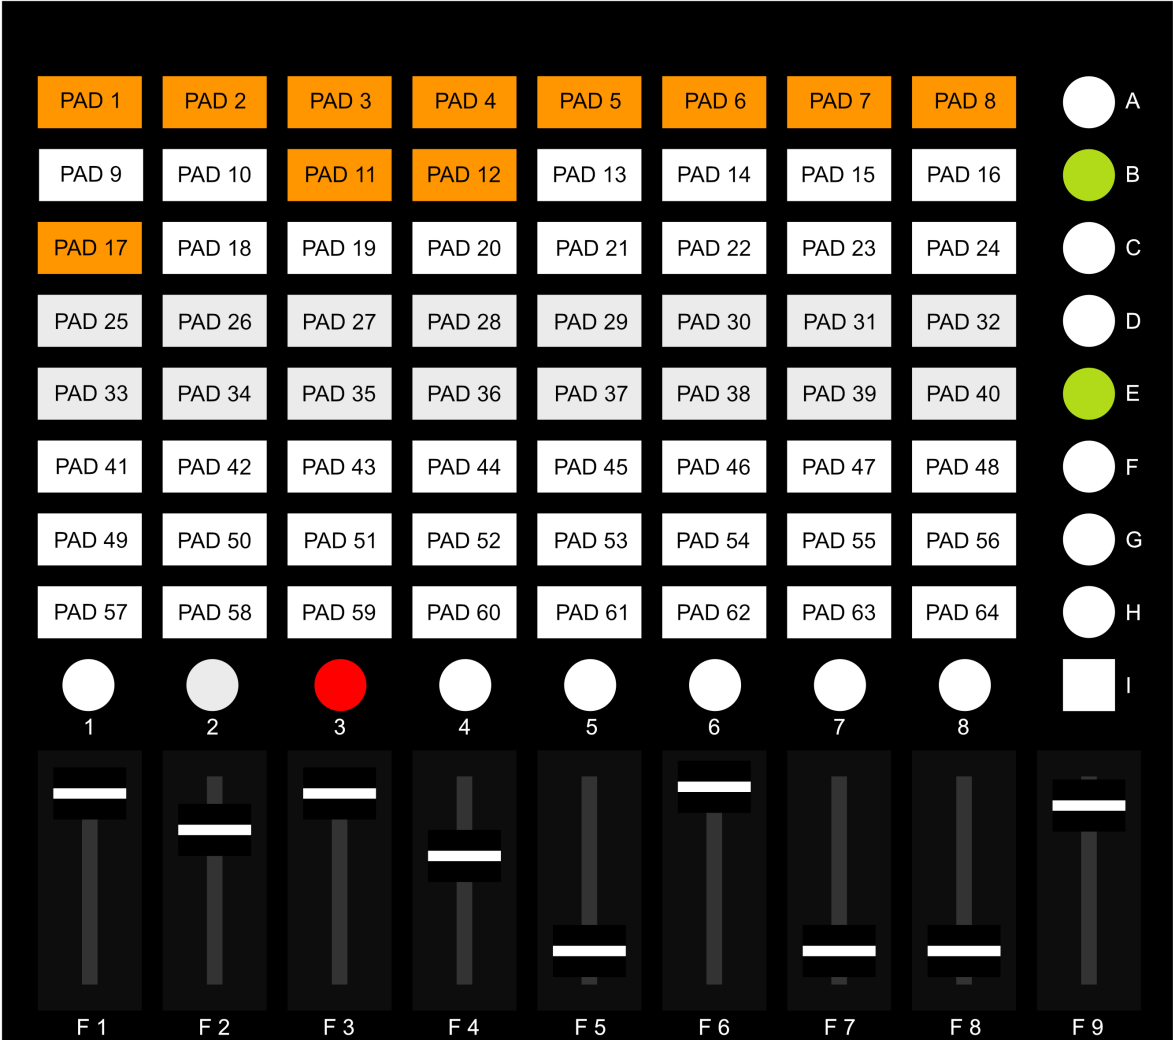 PAD 1 PAD 2 PAD 3 PAD 4 PAD 5 PAD 6 PAD 7 PAD 8 A
PAD 9 PAD 10 PAD 11 PAD 12 PAD 13 PAD 14 PAD 15 PAD 16 B
PAD 17 PAD 18 PAD 19 PAD 20 PAD 21 PAD 22 PAD 23 PAD 24 C
PAD 25 PAD 26 PAD 27 PAD 28 PAD 29 PAD 30 PAD 31 PAD 32 D
PAD 33 PAD 34 PAD 35 PAD 36 PAD 37 PAD 38 PAD 39 PAD 40 E
PAD 41 PAD 42 PAD 43 PAD 44 PAD 45 PAD 46 PAD 47 PAD 48 F
PAD 49 PAD 50 PAD 51 PAD 52 PAD 53 PAD 54 PAD 55 PAD 56 G
PAD 57 PAD 58 PAD 59 PAD 60 PAD 61 PAD 62 PAD 63 PAD 64 H
I
1 2 3 4 5 6 7 8
F 1 F 2 F 3 F 4 F 5 F 6 F 7 F 8 F 9